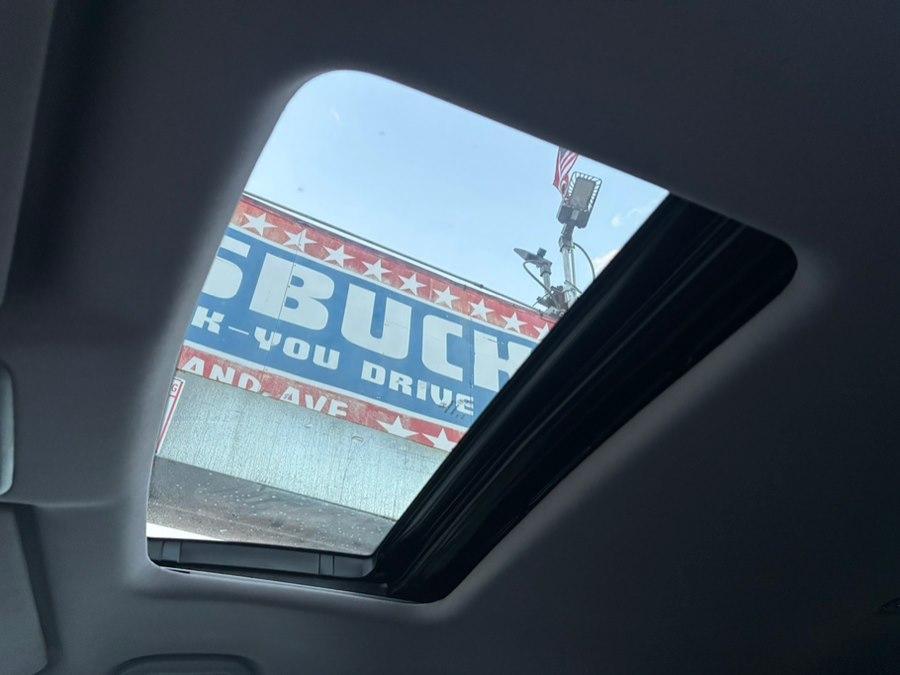 SBUCK
K-YOU DRIVE
AND AVE
G